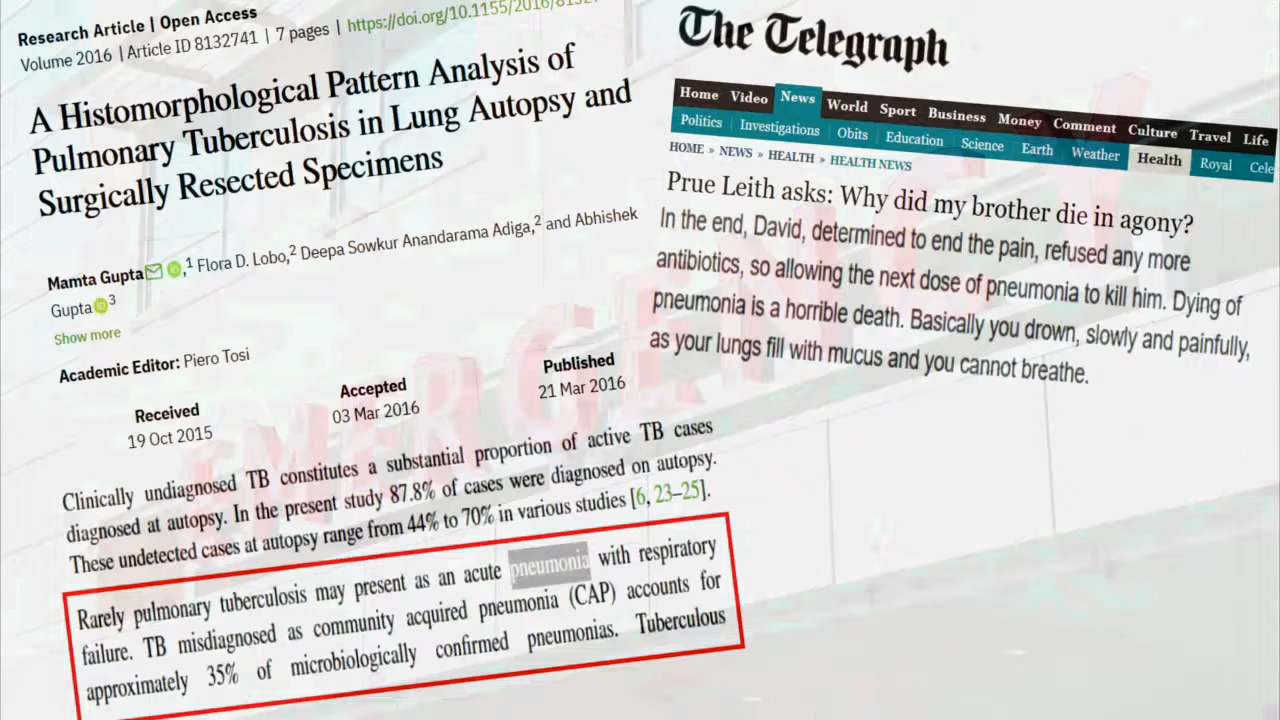 Research Article | Open Access
Volume 2016 | Article ID 8132741 | 7 pages | https://doi.org/10.1155/2016/8132
A Histomorphological Pattern Analysis of
Pulmonary Tuberculosis in Lung Autopsy and
Surgically Resected Specimens
Mamta Gupta,1 Flora D. Lobo,2 Deepa Sowkur Anandarama Adiga,2 and Abhishek
Gupta3
Show more
Academic Editor: Piero Tosi
Received
19 Oct 2015
Accepted
03 Mar 2016
Published
21 Mar 2016
Clinically undiagnosed TB constitutes a substantial proportion of active TB cases
diagnosed at autopsy. In the present study 87.8% of cases were diagnosed on autopsy.
These undetected cases at autopsy range from 44% to 70% in various studies [6, 23–25].
Rarely pulmonary tuberculosis may present as an acute pneumonia with respiratory
failure. TB misdiagnosed as community acquired pneumonia (CAP) accounts for
approximately 35% of microbiologically confirmed pneumonias. Tuberculous
The Telegraph
Home Video News World Sport Business Money Comment Culture Travel Life
Politics Investigations Obits Education Science Earth Weather Health Royal Cele
HOME » NEWS » HEALTH » HEALTH NEWS
Prue Leith asks: Why did my brother die in agony?
In the end, David, determined to end the pain, refused any more
antibiotics, so allowing the next dose of pneumonia to kill him. Dying of
pneumonia is a horrible death. Basically you drown, slowly and painfully,
as your lungs fill with mucus and you cannot breathe.
EMERGENCY